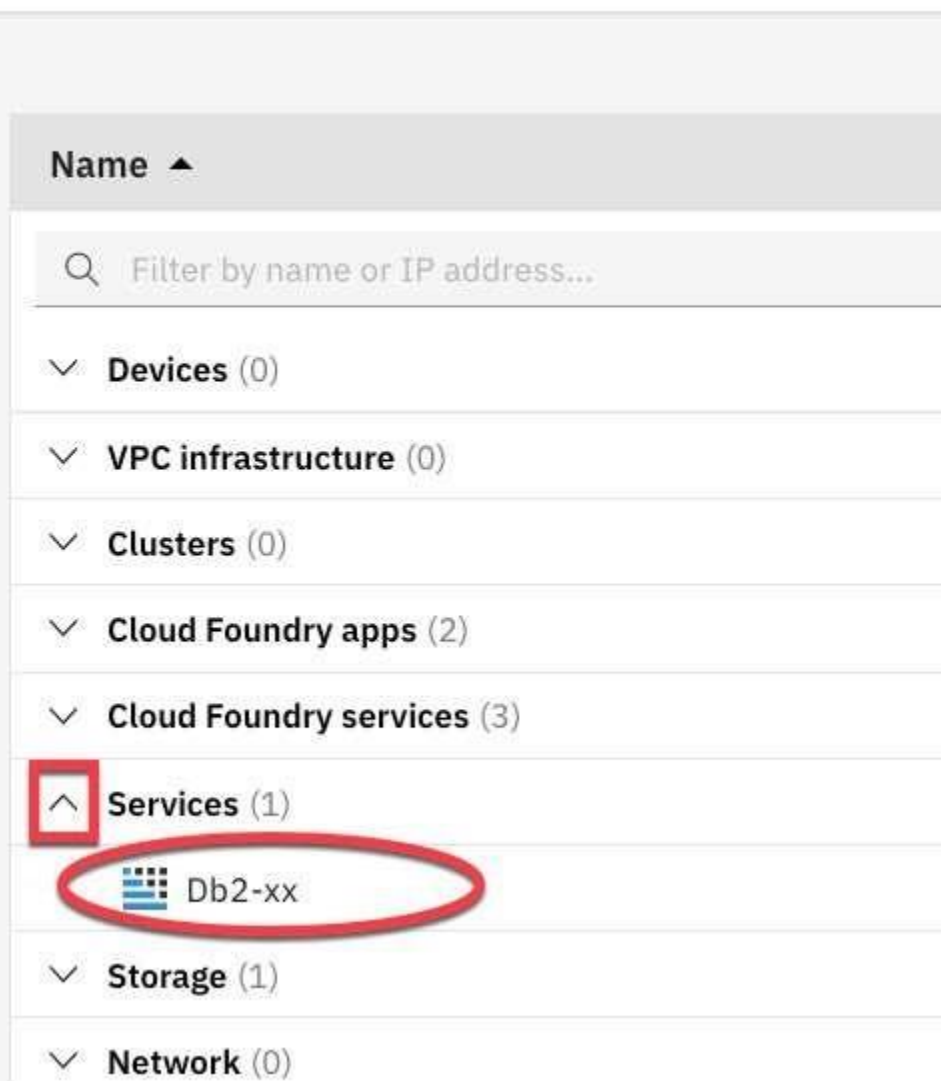 Name
Filter by name or IP address...
Devices (0)
VPC infrastructure (0)
Clusters (0)
Cloud Foundry apps (2)
Cloud Foundry services (3)
Services (1)
Db2-xx
Storage (1)
Network (0)